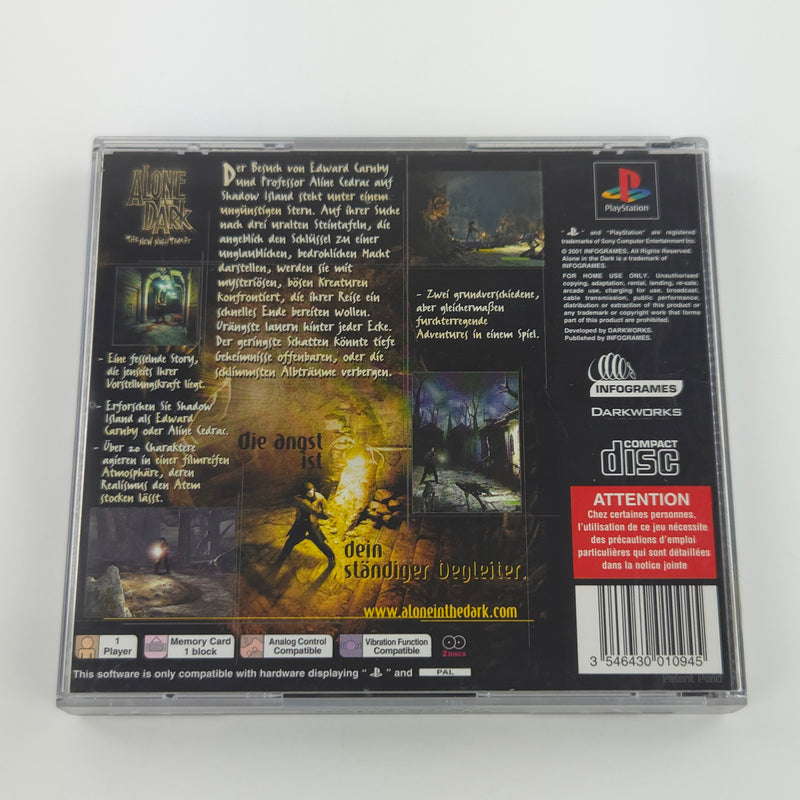 ALONE
IN THE
DARK
THE NEW NIGHTMARE
Der Besuch von Edward Carnby
und Professor Aline Cedrac auf
Shadow Island steht unter einem
ungünstigen Stern. Auf ihrer Suche
nach drei uralten Steintafeln, die
angeblich den Schlüssel zu einer
unglaublichen, bedrohlichen Macht
darstellen, werden sie mit
mysteriösen, bösen Kreaturen
konfrontiert, die ihrer Reise ein
schnelles Ende bereiten wollen.
Urängste lauern hinter jeder Ecke.
Der geringste Schatten könnte tiefe
Geheimnisse offenbaren, oder die
schlimmsten Albträume verbergen.
- Eine fesselnde Story,
die jenseits Ihrer
Vorstellungskraft liegt.
- Erforschen Sie Shadow
Island als Edward
Carnby oder Aline Cedrac.
- Über 20 Charaktere
agieren in einer filmreifen
Atmosphäre, deren
Realismus den Atem
stocken lässt.
- Zwei grundverschiedene,
aber gleichermaßen
furchterregende
Adventures in einem Spiel.
die angst
ist
dein
ständiger begleiter.
www.aloneinthedark.com
PlayStation
" " and "PlayStation" are registered
trademarks of Sony Computer Entertainment Inc.
© 2001 INFOGRAMES, All Rights Reserved.
Alone in the Dark is a trademark of
INFOGRAMES.
FOR HOME USE ONLY. Unauthorised
copying, adaptation, rental, lending, re-sale,
arcade use, charging for use, broadcast,
cable transmission, public performance,
distribution or extraction of this product or
any trademark or copyright work that forms
part of this product are prohibited.
Developed by DARKWORKS.
Published by INFOGRAMES.
INFOGRAMES
DARKWORKS
COMPACT
disc
ATTENTION
Chez certaines personnes,
l'utilisation de ce jeu nécessite
des précautions d'emploi
particulières qui sont détaillées
dans la notice jointe
3 546430 010945
Patent Pend
1
Player
Memory Card
1 block
Analog Control
Compatible
Vibration Function
Compatible
2 DISCS
This software is only compatible with hardware displaying " " and PAL